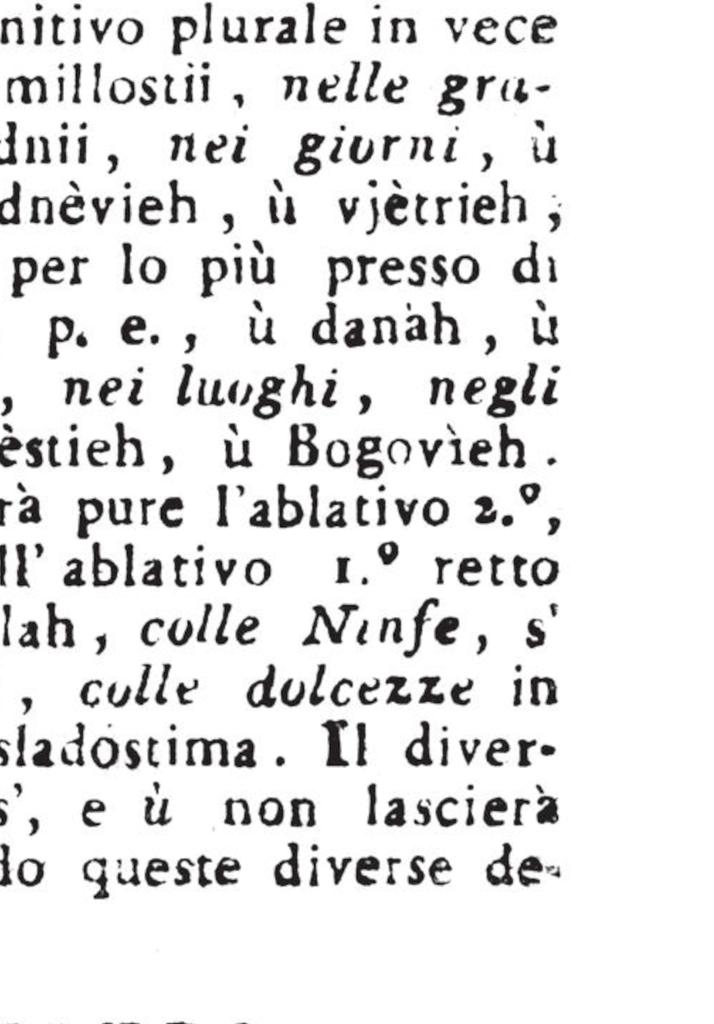 nitivo plurale in vece
millostii, nelle gra-
dnii, nei giorni, ù
dnèvieh, ù vjètrieh;
per lo più presso di
p. e., ù danàh, ù
, nei luoghi, negli
èstieh, ù Bogovìeh.
rà pure l'ablativo 2.º,
ll' ablativo 1.º retto
lah, colle Ninfe, s'
, colle dolcezze in
sladóstima. Il diver-
s', e ù non lascierà
do queste diverse de-